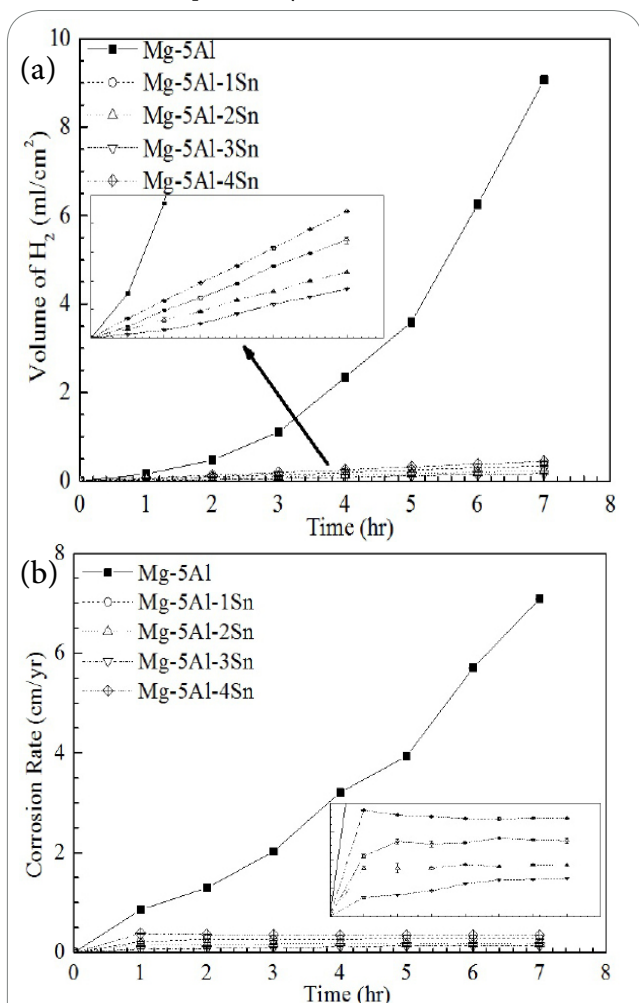 10
(a)
Mg-5Al
Mg-5Al-1Sn
Mg-5Al-2Sn
Mg-5Al-3Sn
Mg-5Al-4Sn
8
6
4
2
0
Volume of H₂ (ml/cm²)
0 1 2 3 4 5 6 7 8
Time (hr)
8
(b)
Mg-5Al
Mg-5Al-1Sn
Mg-5Al-2Sn
Mg-5Al-3Sn
Mg-5Al-4Sn
6
4
2
0
Corrosion Rate (cm/yr)
0 1 2 3 4 5 6 7 8
Time (hr)